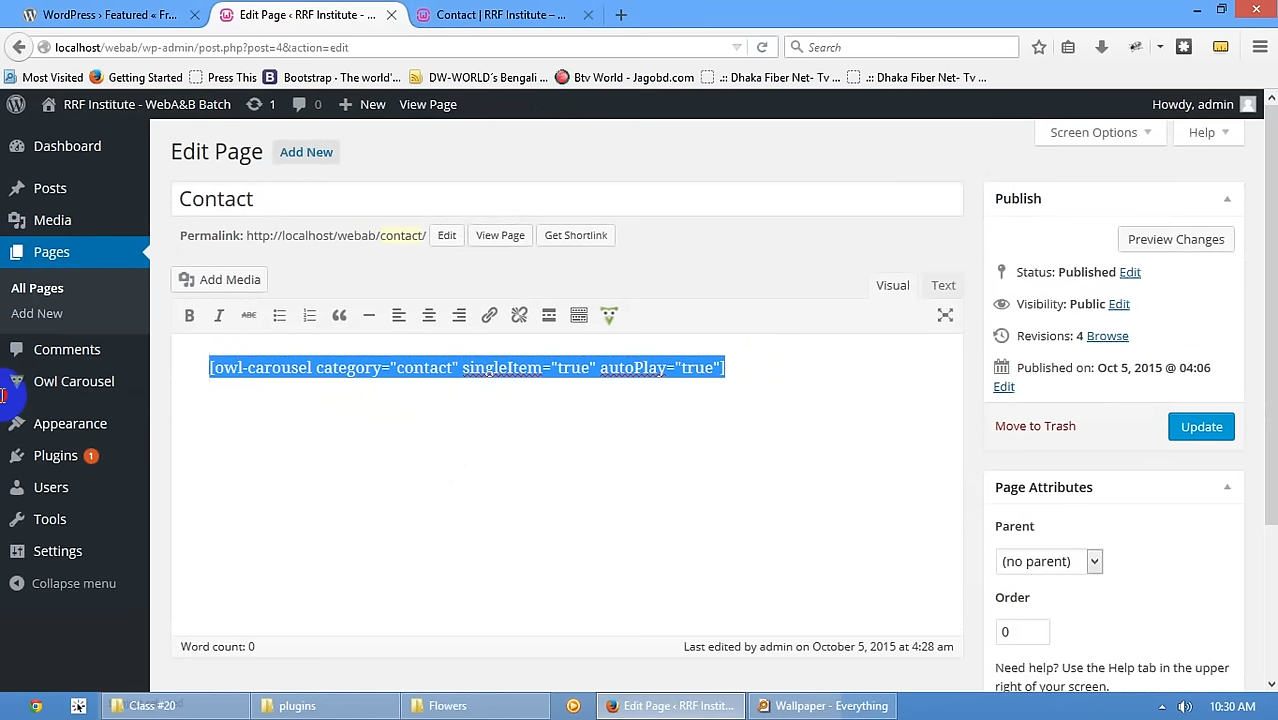 WordPress › Featured « Fr...
Edit Page ‹ RRF Institute - ...
Contact | RRF Institute – ...
localhost/webab/wp-admin/post.php?post=4&action=edit
Search
Most Visited
Getting Started
Press This
Bootstrap · The world'...
DW-WORLD's Bengali ...
Btv World - Jagobd.com
.:: Dhaka Fiber Net- Tv ...
.:: Dhaka Fiber Net- Tv ...
RRF Institute - WebA&B Batch
1
0
New
View Page
Howdy, admin
Screen Options
Help
Dashboard
Posts
Media
Pages
All Pages
Add New
Comments
Owl Carousel
Appearance
Plugins 1
Users
Tools
Settings
Collapse menu
Edit Page
Add New
Contact
Permalink: http://localhost/webab/contact/
Edit
View Page
Get Shortlink
Add Media
Visual
Text
B I ABC
[owl-carousel category="contact" singleItem="true" autoPlay="true"]
Word count: 0
Last edited by admin on October 5, 2015 at 4:28 am
Publish
Preview Changes
Status: Published Edit
Visibility: Public Edit
Revisions: 4 Browse
Published on: Oct 5, 2015 @ 04:06
Edit
Move to Trash
Update
Page Attributes
Parent
(no parent)
Order
0
Need help? Use the Help tab in the upper
right of your screen.
Class #20
plugins
Flowers
Edit Page ‹ RRF Instit...
Wallpaper - Everything
10:30 AM